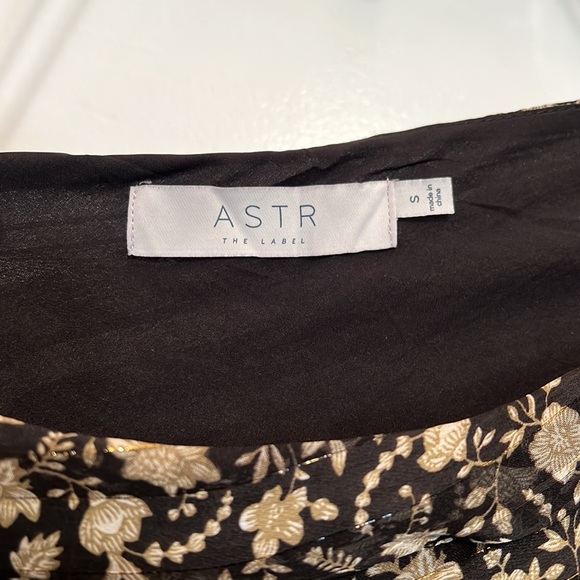 ASTR
THE LABEL
S
made in
china